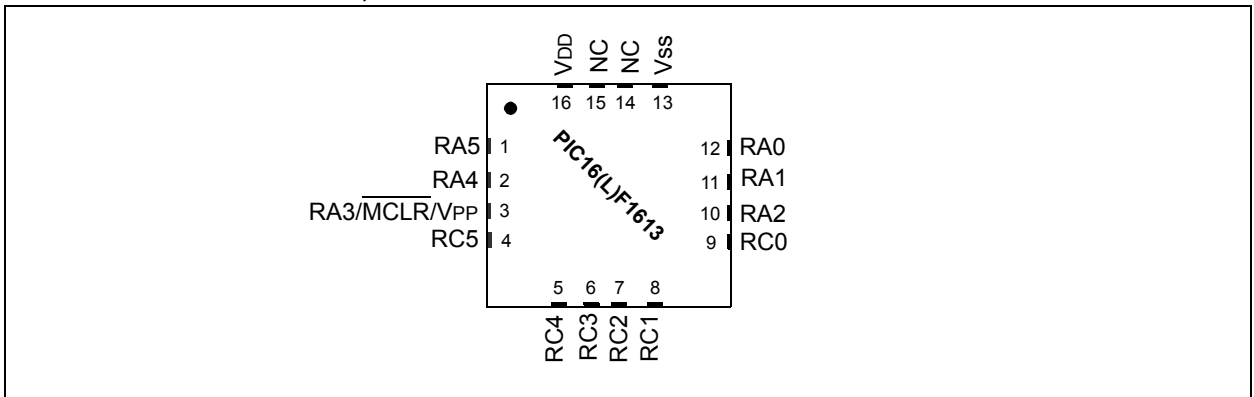 VDD NC NC Vss
16 15 14 13
RA5 1 12 RA0
RA4 2 11 RA1
RA3/MCLR/VPP 3 10 RA2
RC5 4 9 RC0
PIC16(L)F1613
5 6 7 8
RC4 RC3 RC2 RC1